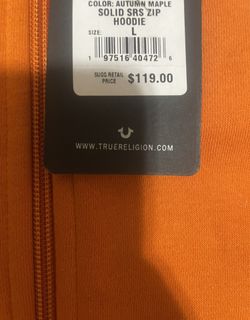 COLOR: AUTUMN MAPLE
SOLID SRS ZIP
HOODIE
SIZE: L
1 97516 40472 6
SUGG RETAIL
PRICE $119.00
WWW.TRUERELIGION.COM